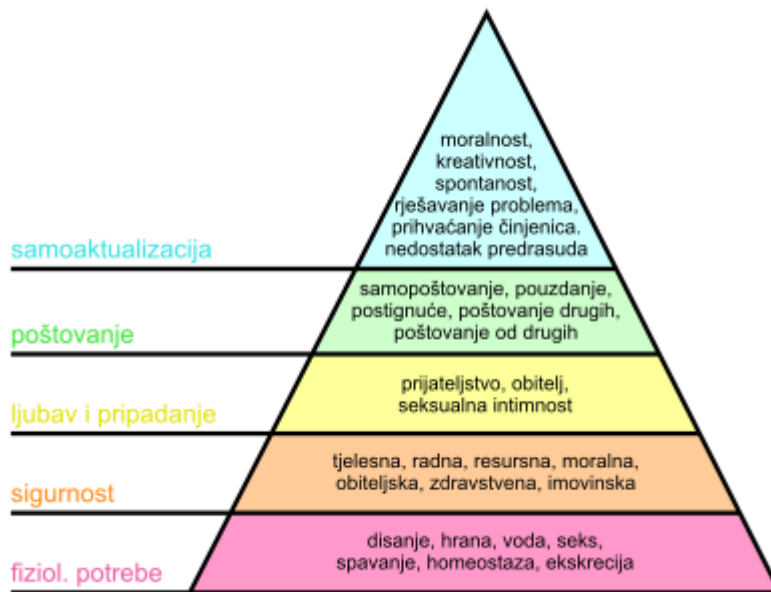 moralnost,
kreativnost,
spontanost,
rješavanje problema,
prihvaćanje činjenica.
nedostatak predrasuda
samoaktualizacija
samopoštovanje, pouzdanje,
postignuće, poštovanje drugih,
poštovanje od drugih
poštovanje
prijateljstvo, obitelj,
seksualna intimnost
ljubav i pripadanje
tjelesna, radna, resursna, moralna,
obiteljska, zdravstvena, imovinska
sigurnost
disanje, hrana, voda, seks,
spavanje, homeostaza, ekskrecija
fiziol. potrebe